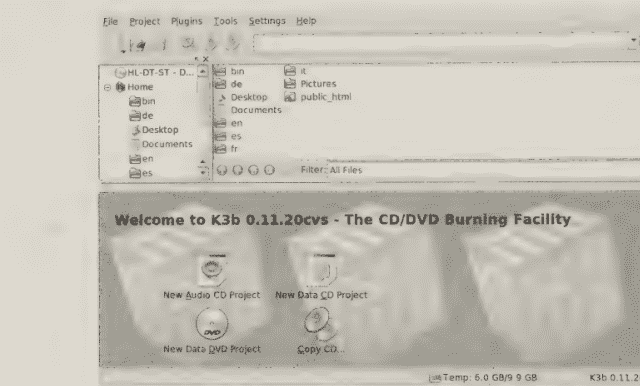 File Project Plugins Tools Settings Help
HL-DT-ST - D...
Home
bin
de
Desktop
Documents
en
es
bin
de
Desktop
Documents
en
es
fr
it
Pictures
public_html
Filter: All Files
Welcome to K3b 0.11.20cvs - The CD/DVD Burning Facility
New Audio CD Project
New Data CD Project
DVD
New Data DVD Project
Copy CD...
Temp: 6.0 GB/9.9 GB
K3b 0.11.2